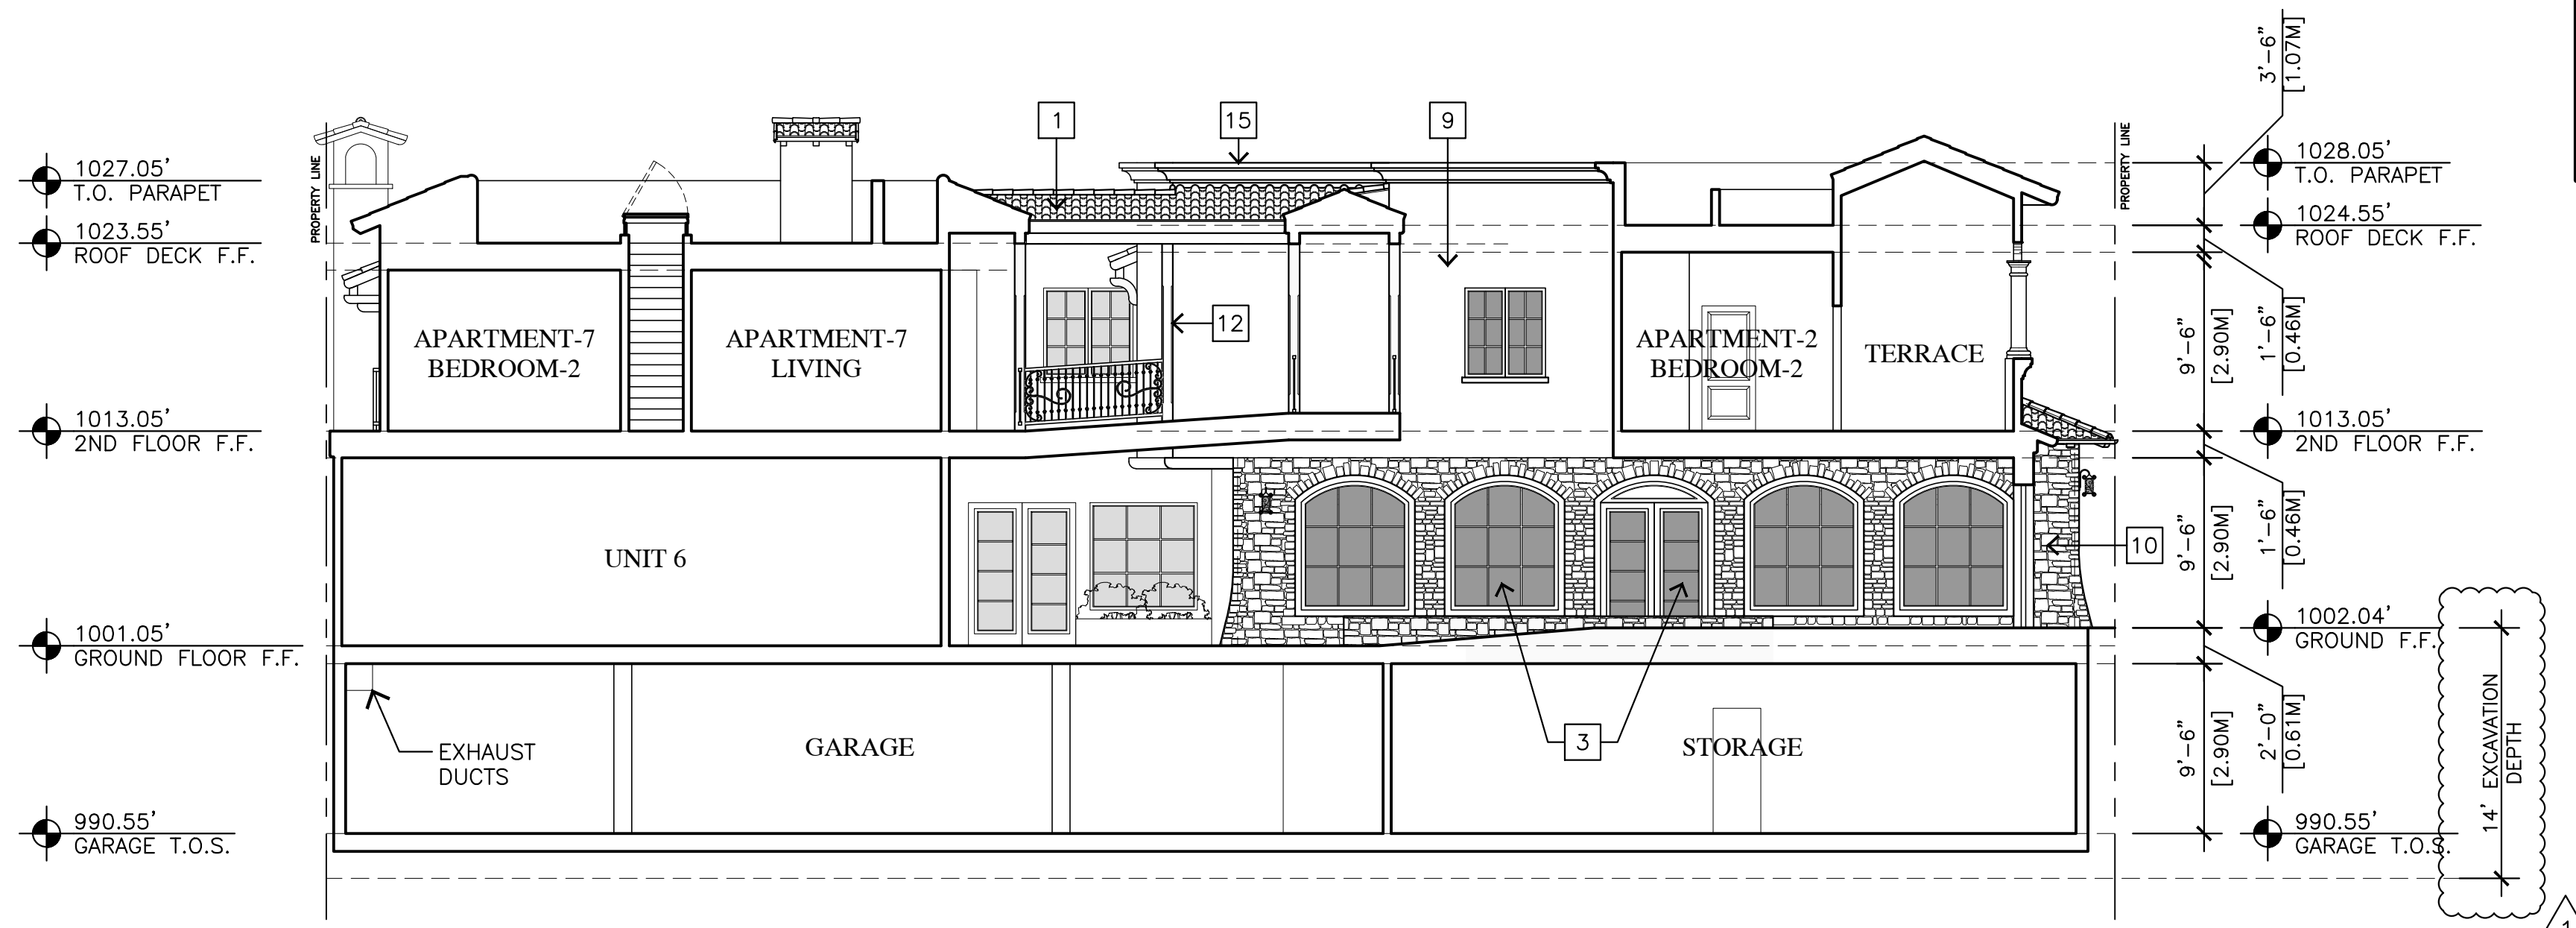 3'-6"
[1.07M]
1
15
9
PROPERTY LINE
PROPERTY LINE
1027.05'
T.O. PARAPET
1028.05'
T.O. PARAPET
1023.55'
ROOF DECK F.F.
1024.55'
ROOF DECK F.F.
12
APARTMENT-7
BEDROOM-2
APARTMENT-7
LIVING
APARTMENT-2
BEDROOM-2
TERRACE
9'-6"
[2.90M]
1'-6"
[0.46M]
1013.05'
2ND FLOOR F.F.
1013.05'
2ND FLOOR F.F.
UNIT 6
10
9'-6"
[2.90M]
1'-6"
[0.46M]
1001.05'
GROUND FLOOR F.F.
1002.04'
GROUND F.F.
EXHAUST
DUCTS
GARAGE
3
STORAGE
9'-6"
[2.90M]
2'-0"
[0.61M]
14' EXCAVATION
DEPTH
990.55'
GARAGE T.O.S.
990.55'
GARAGE T.O.S.